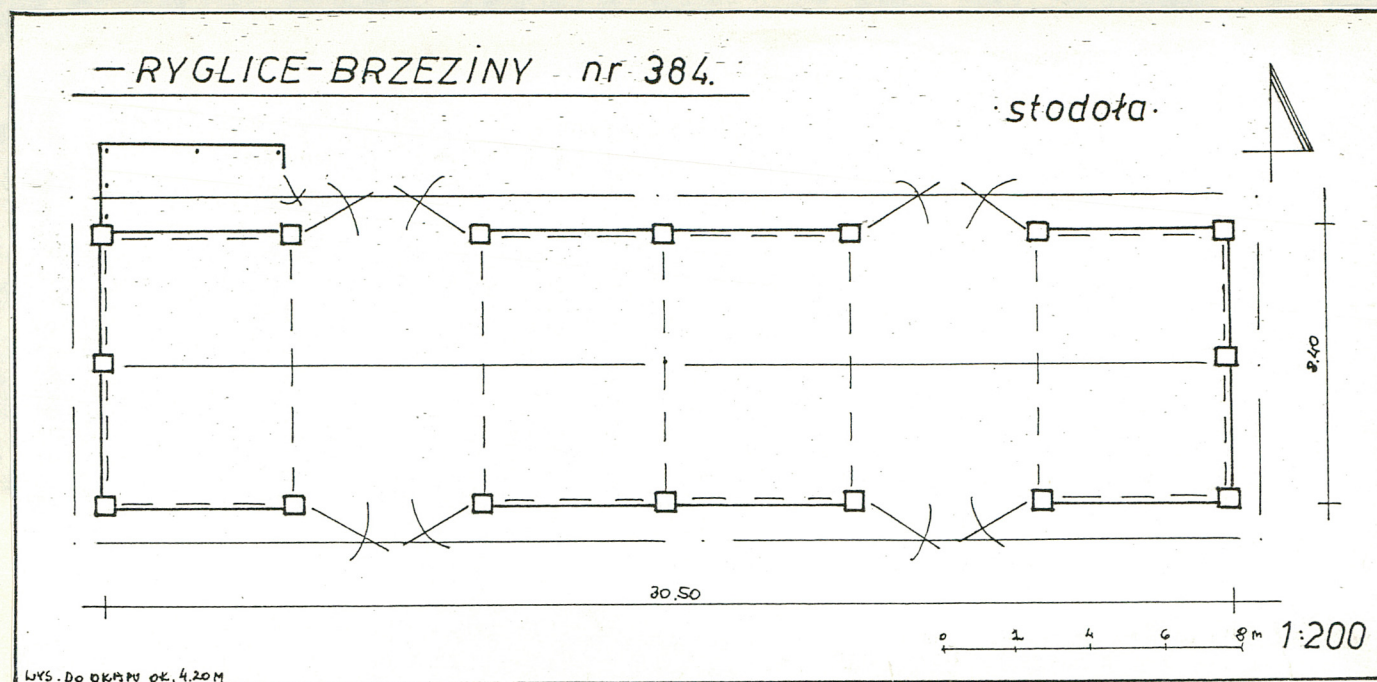 — RYGLICE-BRZEZINY nr 384.
·stodoła·
8.40
30.50
0 2 4 6 8 m 1:200
WYS. DO OKAPU OK. 4.20 M